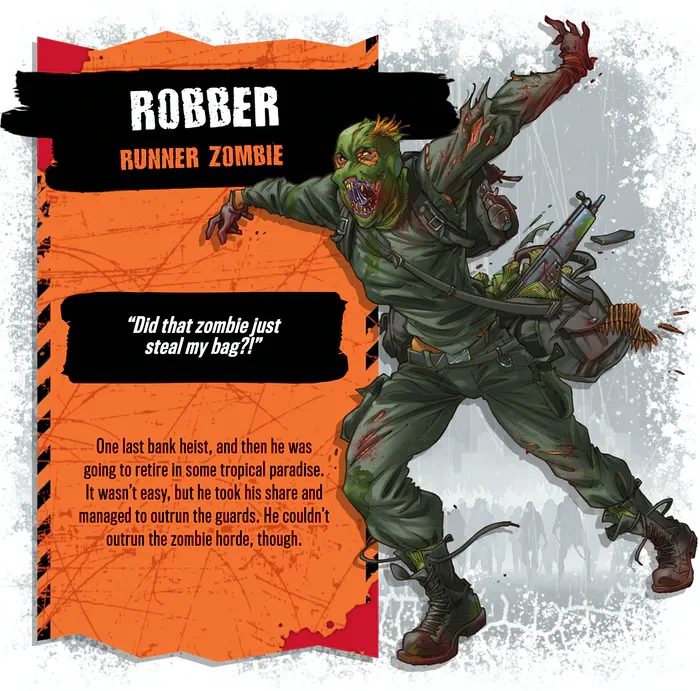 ROBBER
RUNNER ZOMBIE
“Did that zombie just
steal my bag?!”
One last bank heist, and then he was
going to retire in some tropical paradise.
It wasn’t easy, but he took his share and
managed to outrun the guards. He couldn’t
outrun the zombie horde, though.